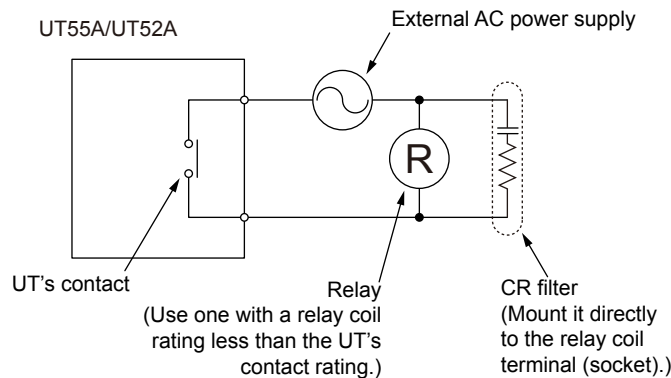 External AC power supply
UT55A/UT52A
R
UT's contact
Relay
(Use one with a relay coil
rating less than the UT's
contact rating.)
CR filter
(Mount it directly
to the relay coil
terminal (socket).)